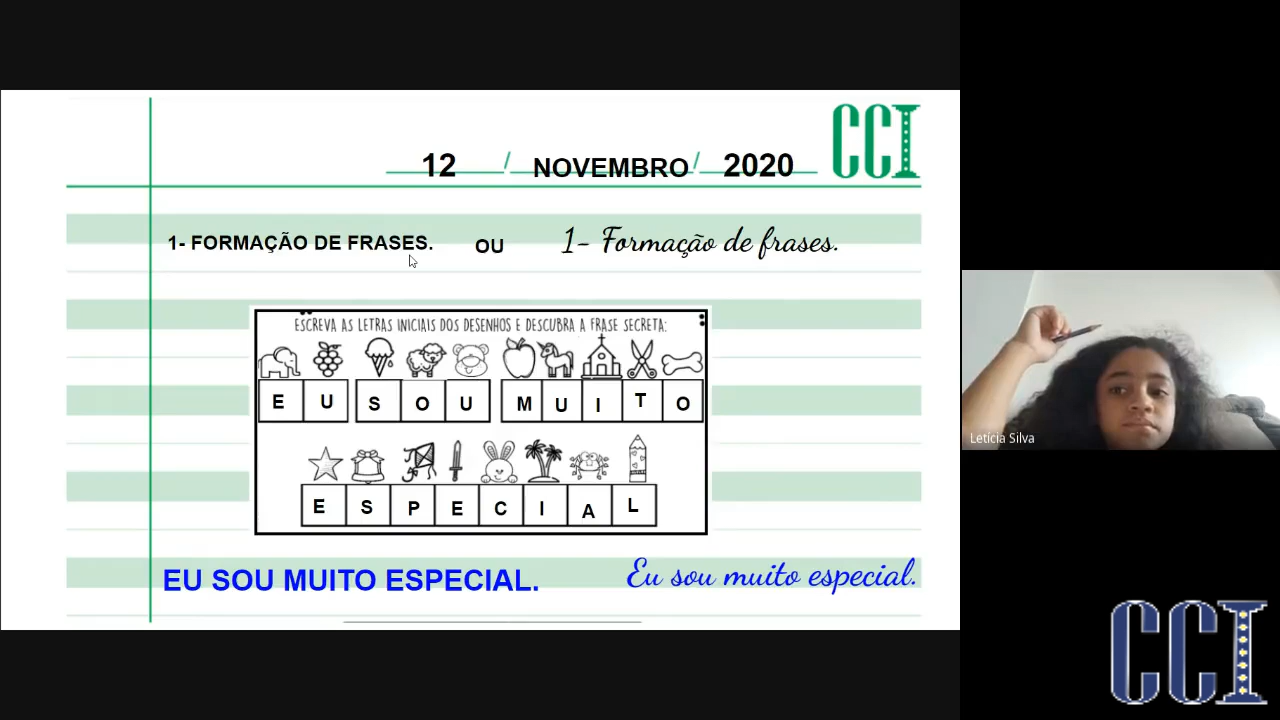 CCI
12 / NOVEMBRO / 2020
1- FORMAÇÃO DE FRASES. OU 1- Formação de frases.
ESCREVA AS LETRAS INICIAIS DOS DESENHOS E DESCUBRA A FRASE SECRETA:
E U S O U M U I T O
E S P E C I A L
EU SOU MUITO ESPECIAL. Eu sou muito especial.
Letícia Silva
CCI